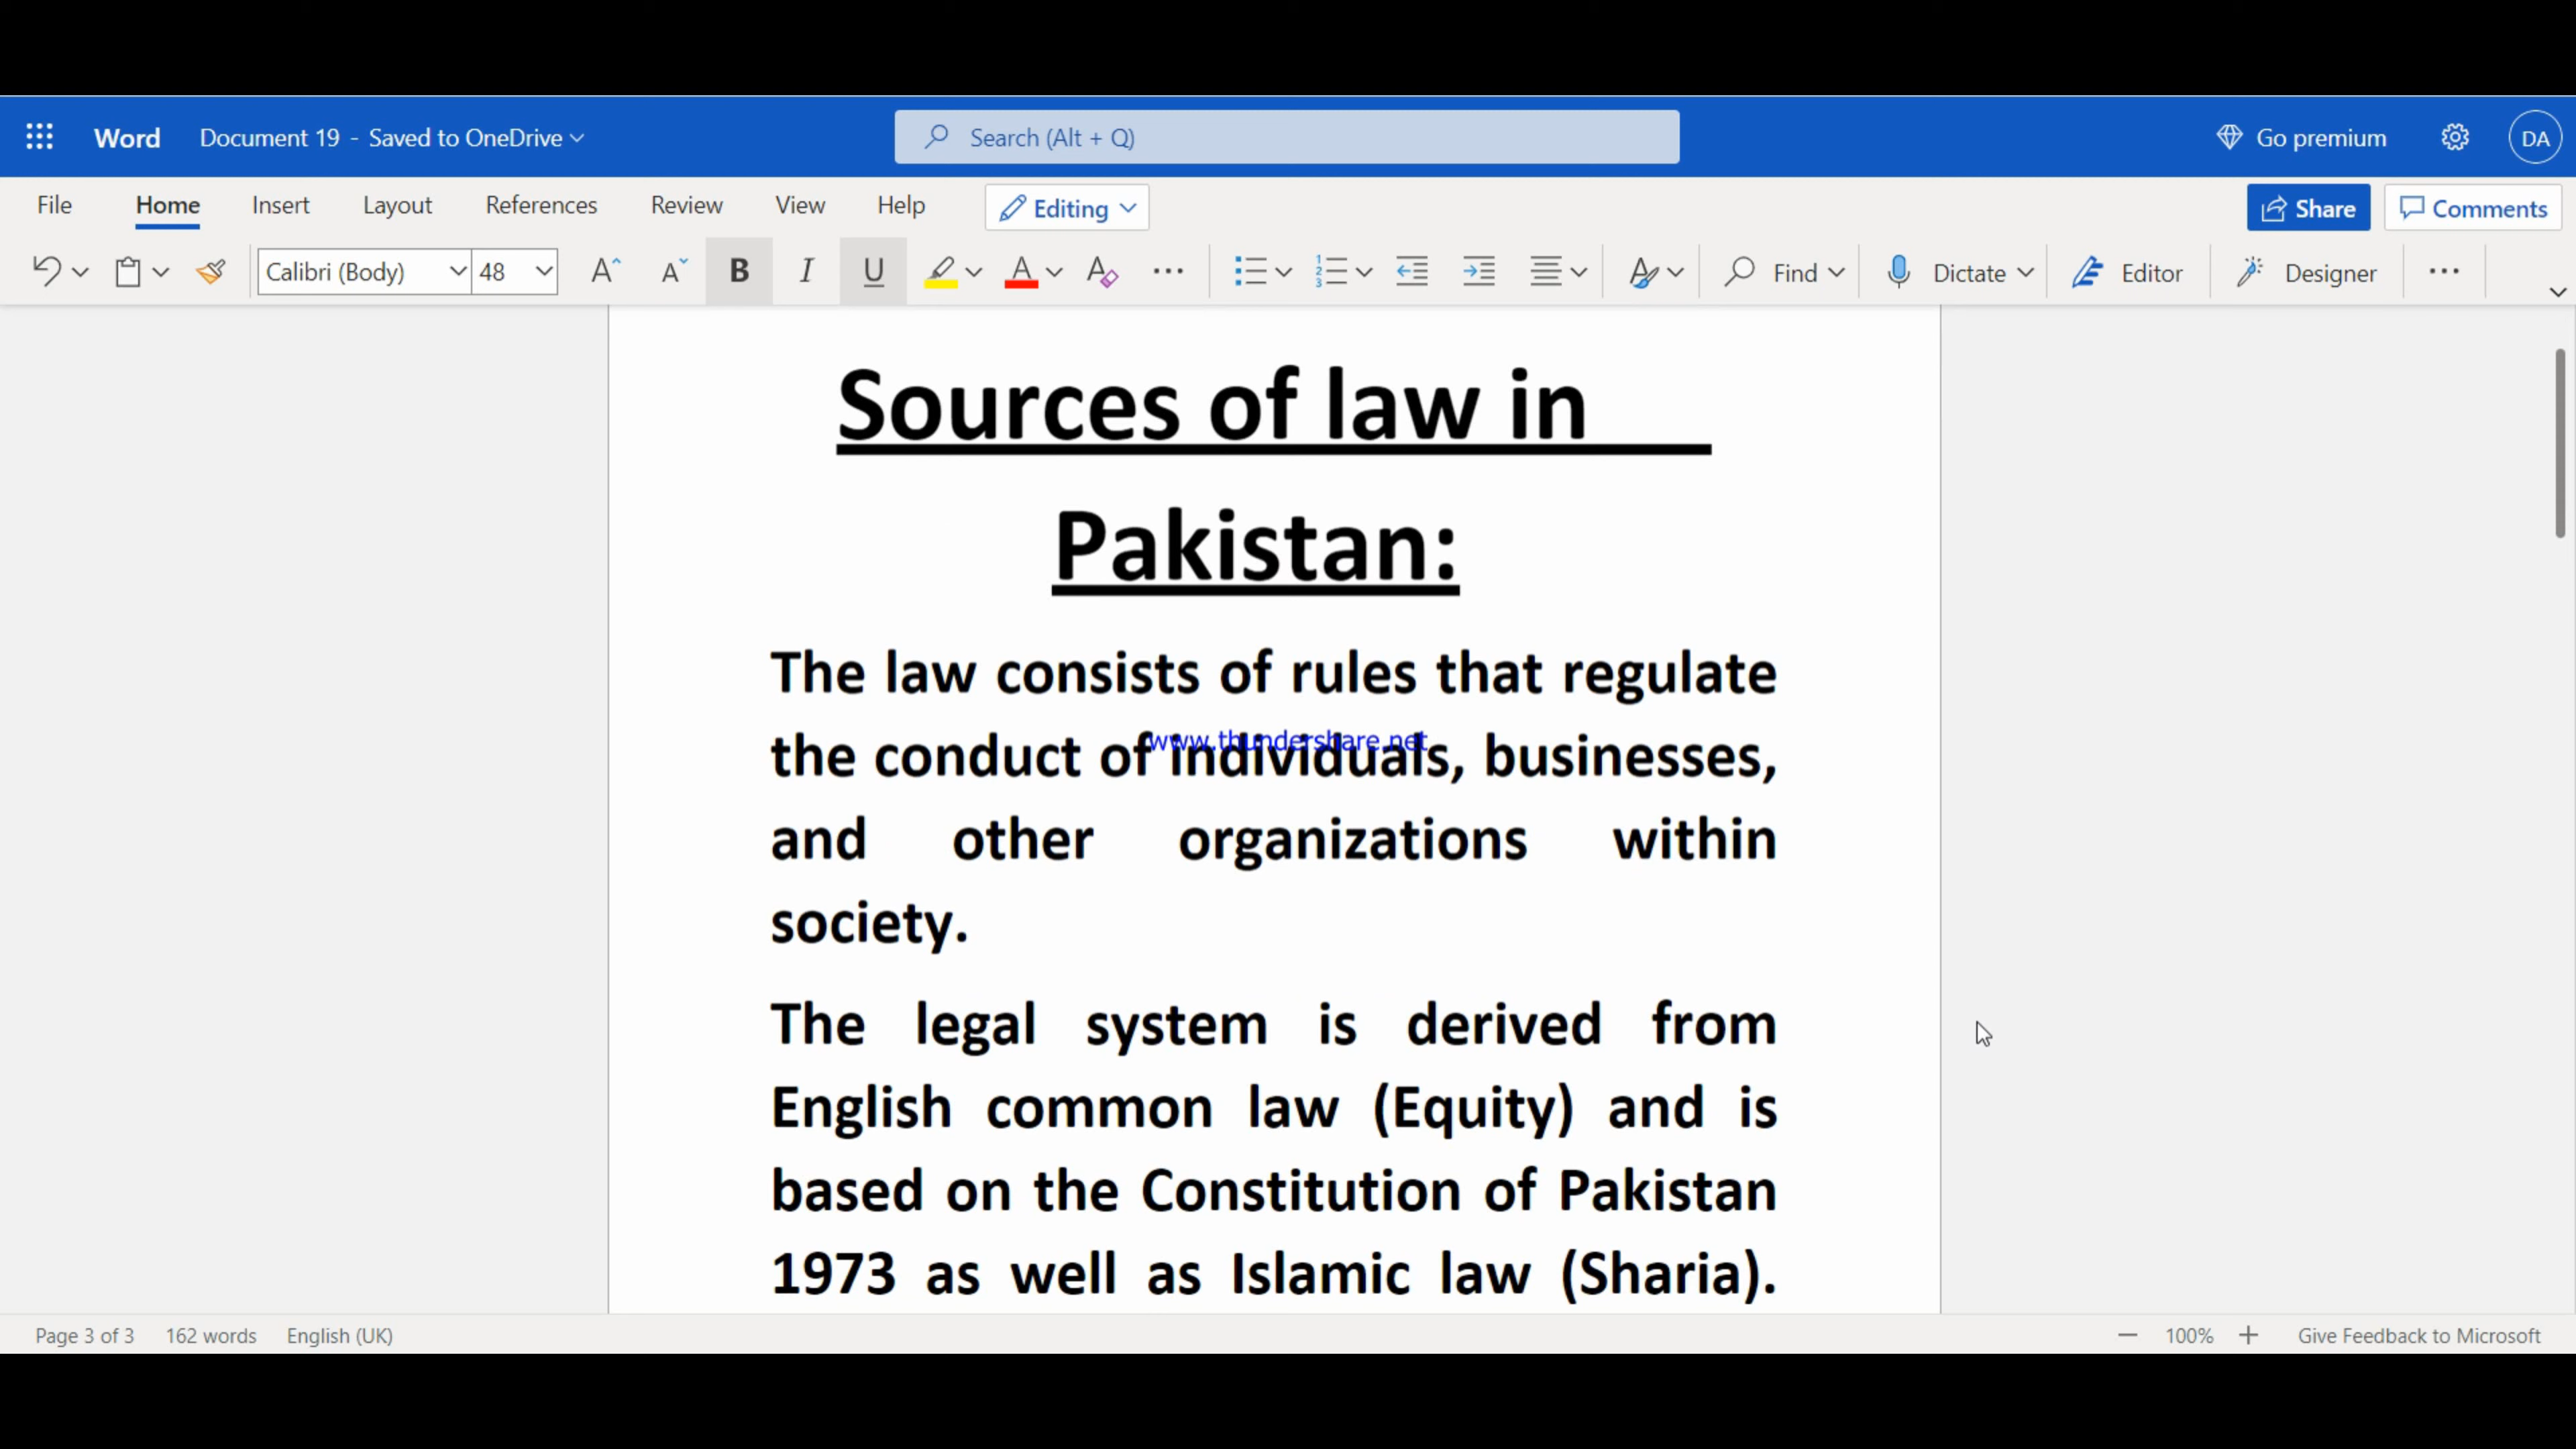 Word Document 19 - Saved to OneDrive Search (Alt + Q) Go premium DA
File Home Insert Layout References Review View Help Editing Share Comments
Calibri (Body) 48 B I U Find Dictate Editor Designer
Sources of law in
Pakistan:
The law consists of rules that regulate
www.thundershare.net
the conduct of individuals, businesses,
and other organizations within
society.
The legal system is derived from
English common law (Equity) and is
based on the Constitution of Pakistan
1973 as well as Islamic law (Sharia).
Page 3 of 3 162 words English (UK) 100% Give Feedback to Microsoft